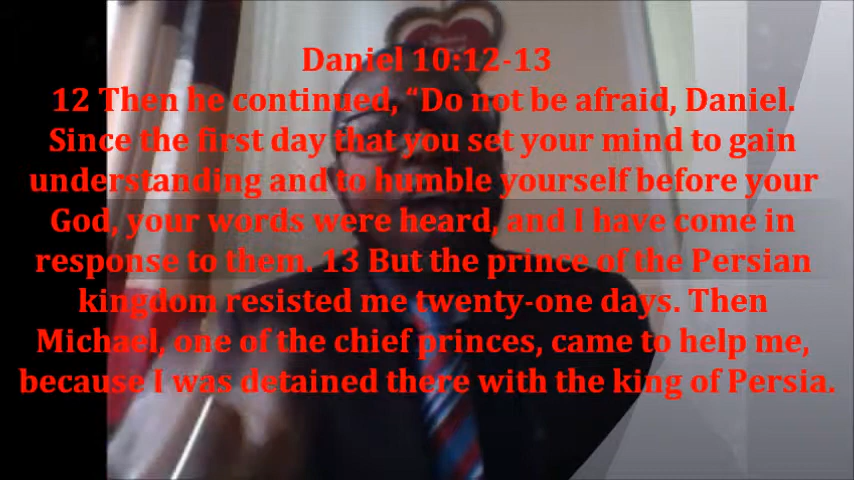 Daniel 10:12-13
12 Then he continued, “Do not be afraid, Daniel.
Since the first day that you set your mind to gain
understanding and to humble yourself before your
God, your words were heard, and I have come in
response to them. 13 But the prince of the Persian
kingdom resisted me twenty-one days. Then
Michael, one of the chief princes, came to help me,
because I was detained there with the king of Persia.